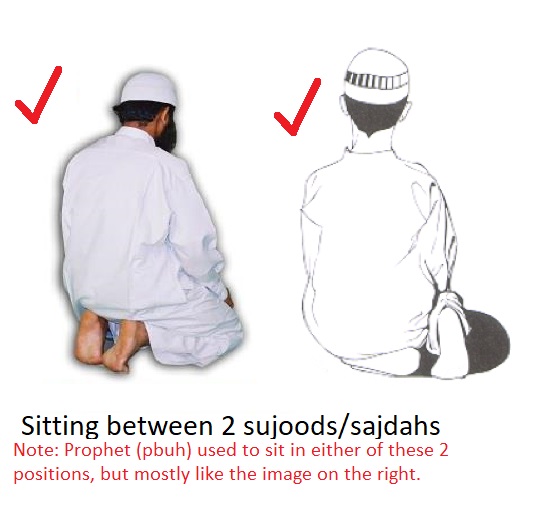 Sitting between 2 sujoods/sajdahs
Note: Prophet (pbuh) used to sit in either of these 2
positions, but mostly like the image on the right.